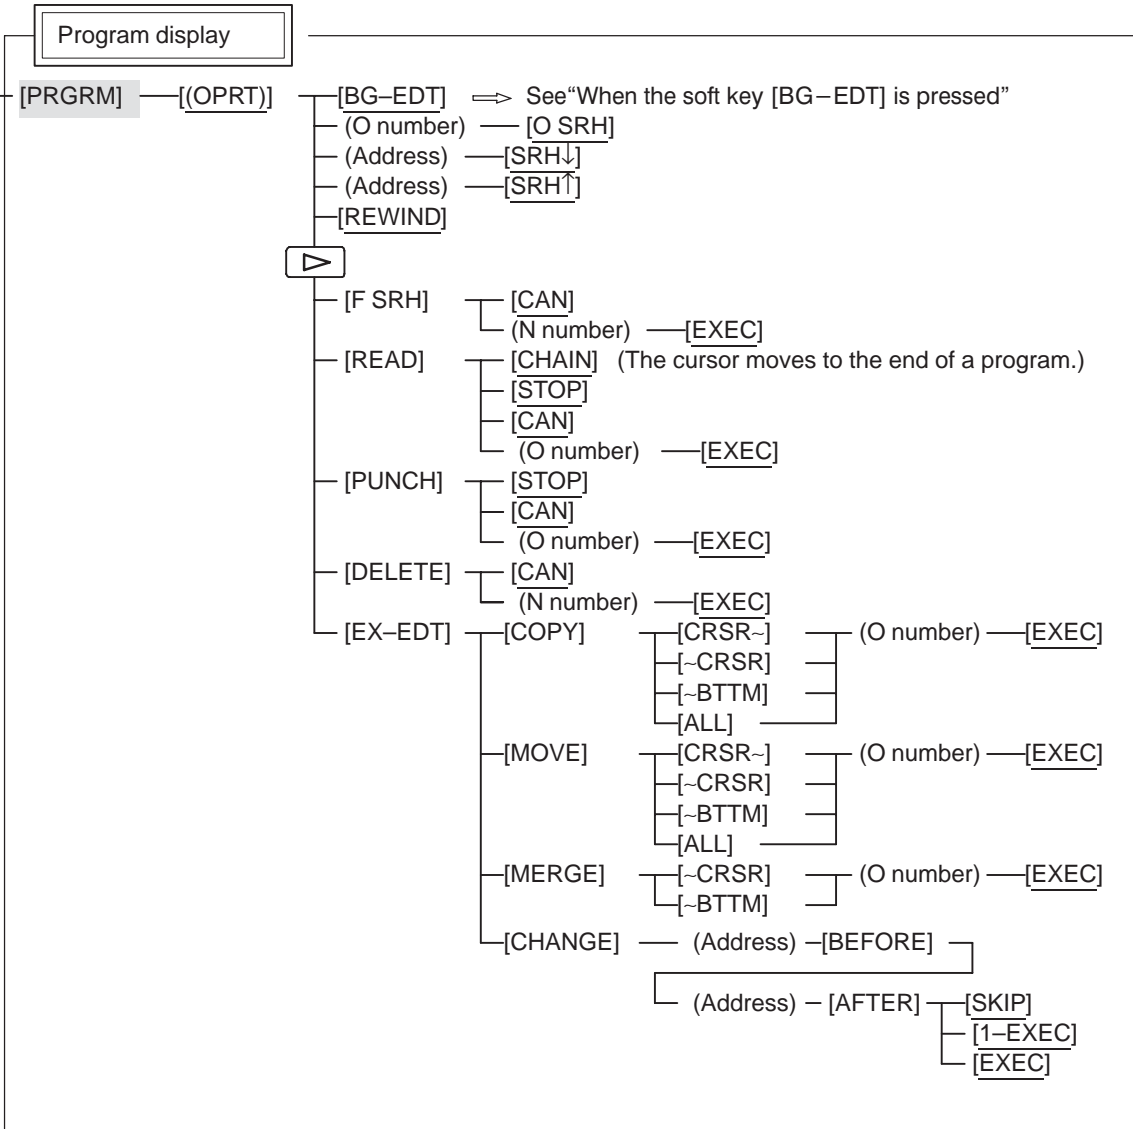 Program display
[PRGRM] [(OPRT)] [BG–EDT] See“When the soft key [BG−EDT] is pressed”
(O number) [O SRH]
(Address) [SRH↓]
(Address) [SRH↑]
[REWIND]
[F SRH] [CAN]
(N number) [EXEC]
[READ] [CHAIN] (The cursor moves to the end of a program.)
[STOP]
[CAN]
(O number) [EXEC]
[PUNCH] [STOP]
[CAN]
(O number) [EXEC]
[DELETE] [CAN]
(N number) [EXEC]
[EX–EDT] [COPY] [CRSR~] (O number) [EXEC]
[~CRSR]
[~BTTM]
[ALL]
[MOVE] [CRSR~] (O number) [EXEC]
[~CRSR]
[~BTTM]
[ALL]
[MERGE] [~CRSR] (O number) [EXEC]
[~BTTM]
[CHANGE] (Address) [BEFORE]
(Address) [AFTER] [SKIP]
[1–EXEC]
[EXEC]